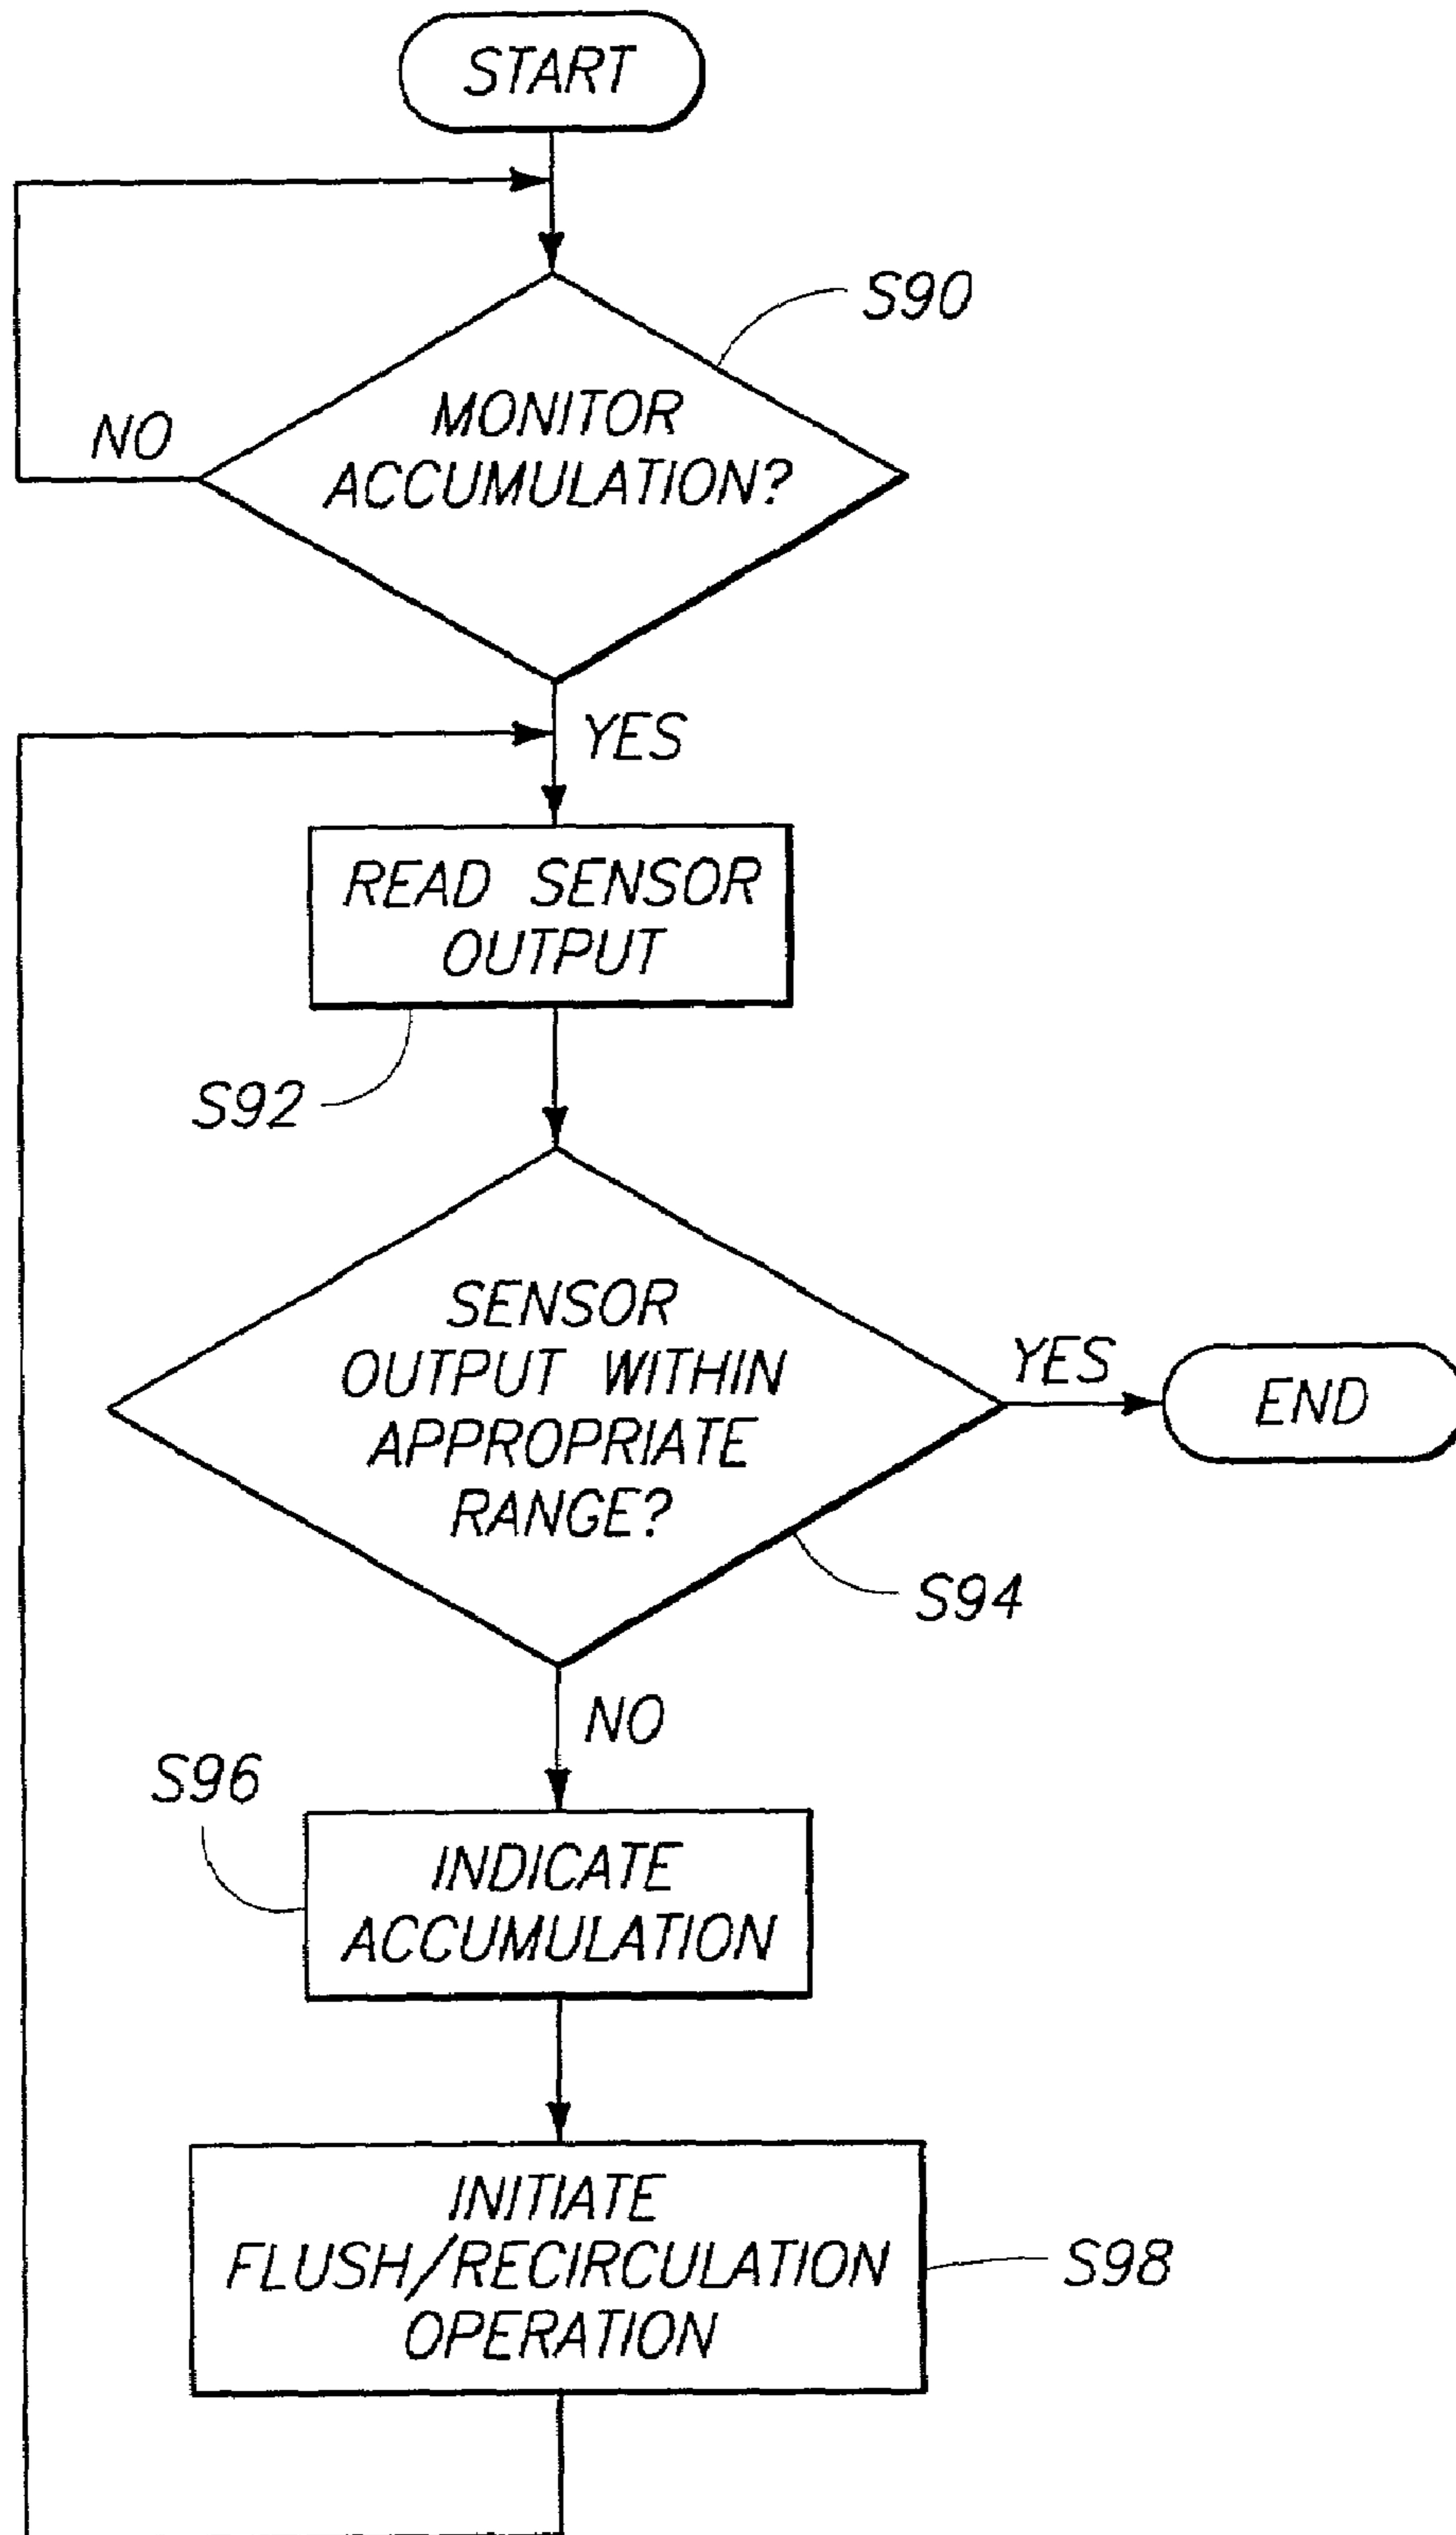 START
S90
MONITOR
ACCUMULATION?
NO
YES
READ SENSOR
OUTPUT
S92
SENSOR
OUTPUT WITHIN
APPROPRIATE
RANGE?
YES
END
S94
NO
S96
INDICATE
ACCUMULATION
INITIATE
FLUSH/RECIRCULATION
OPERATION
S98